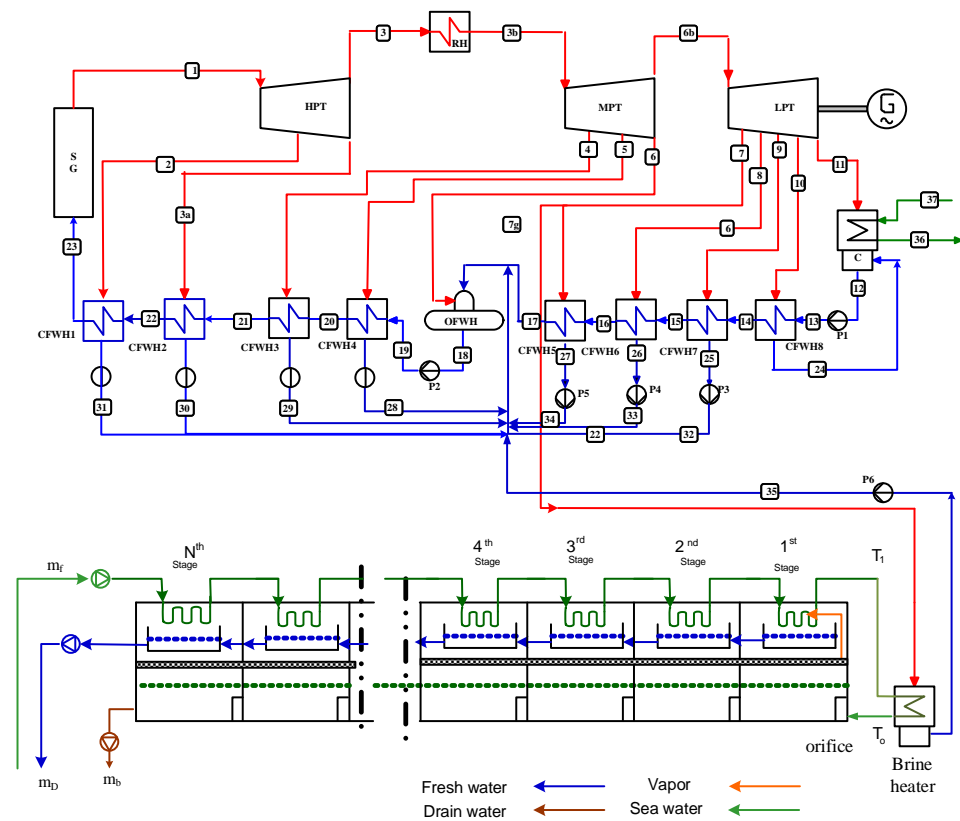 3
RH
3b
6b
1
HPT
MPT
LPT
G
~
S
G
2
4
5
6
7
8
9
10
11
3a
7g
6
37
36
C
12
23
22
21
20
OFWH
17
16
15
14
13
P1
CFWH1
CFWH2
CFWH3
CFWH4
19
18
P2
CFWH5
CFWH6
CFWH7
CFWH8
27
26
25
24
P5
P4
P3
31
30
29
28
34
33
22
32
35
P6
Nth
Stage
4th
Stage
3rd
Stage
2nd
Stage
1st
Stage
T1
mf
To
orifice
Brine
heater
mD
mb
Fresh water
Vapor
Drain water
Sea water